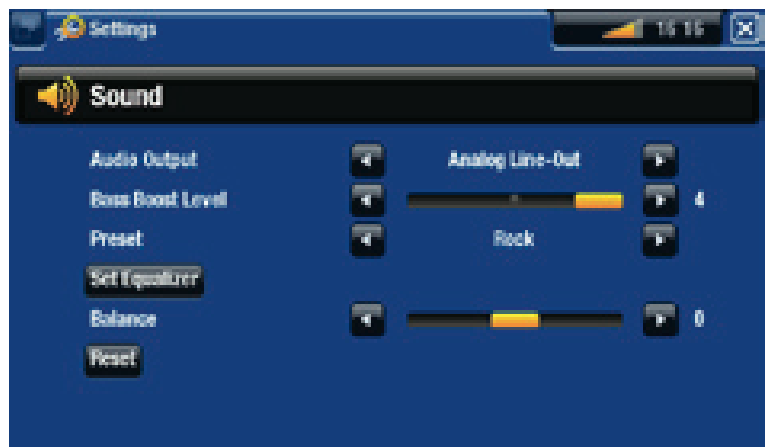 Settings 16 16
Sound
Audio Output Analog Line-Out
Bass Boost Level 4
Preset Rock
Set Equalizer
Balance 0
Reset